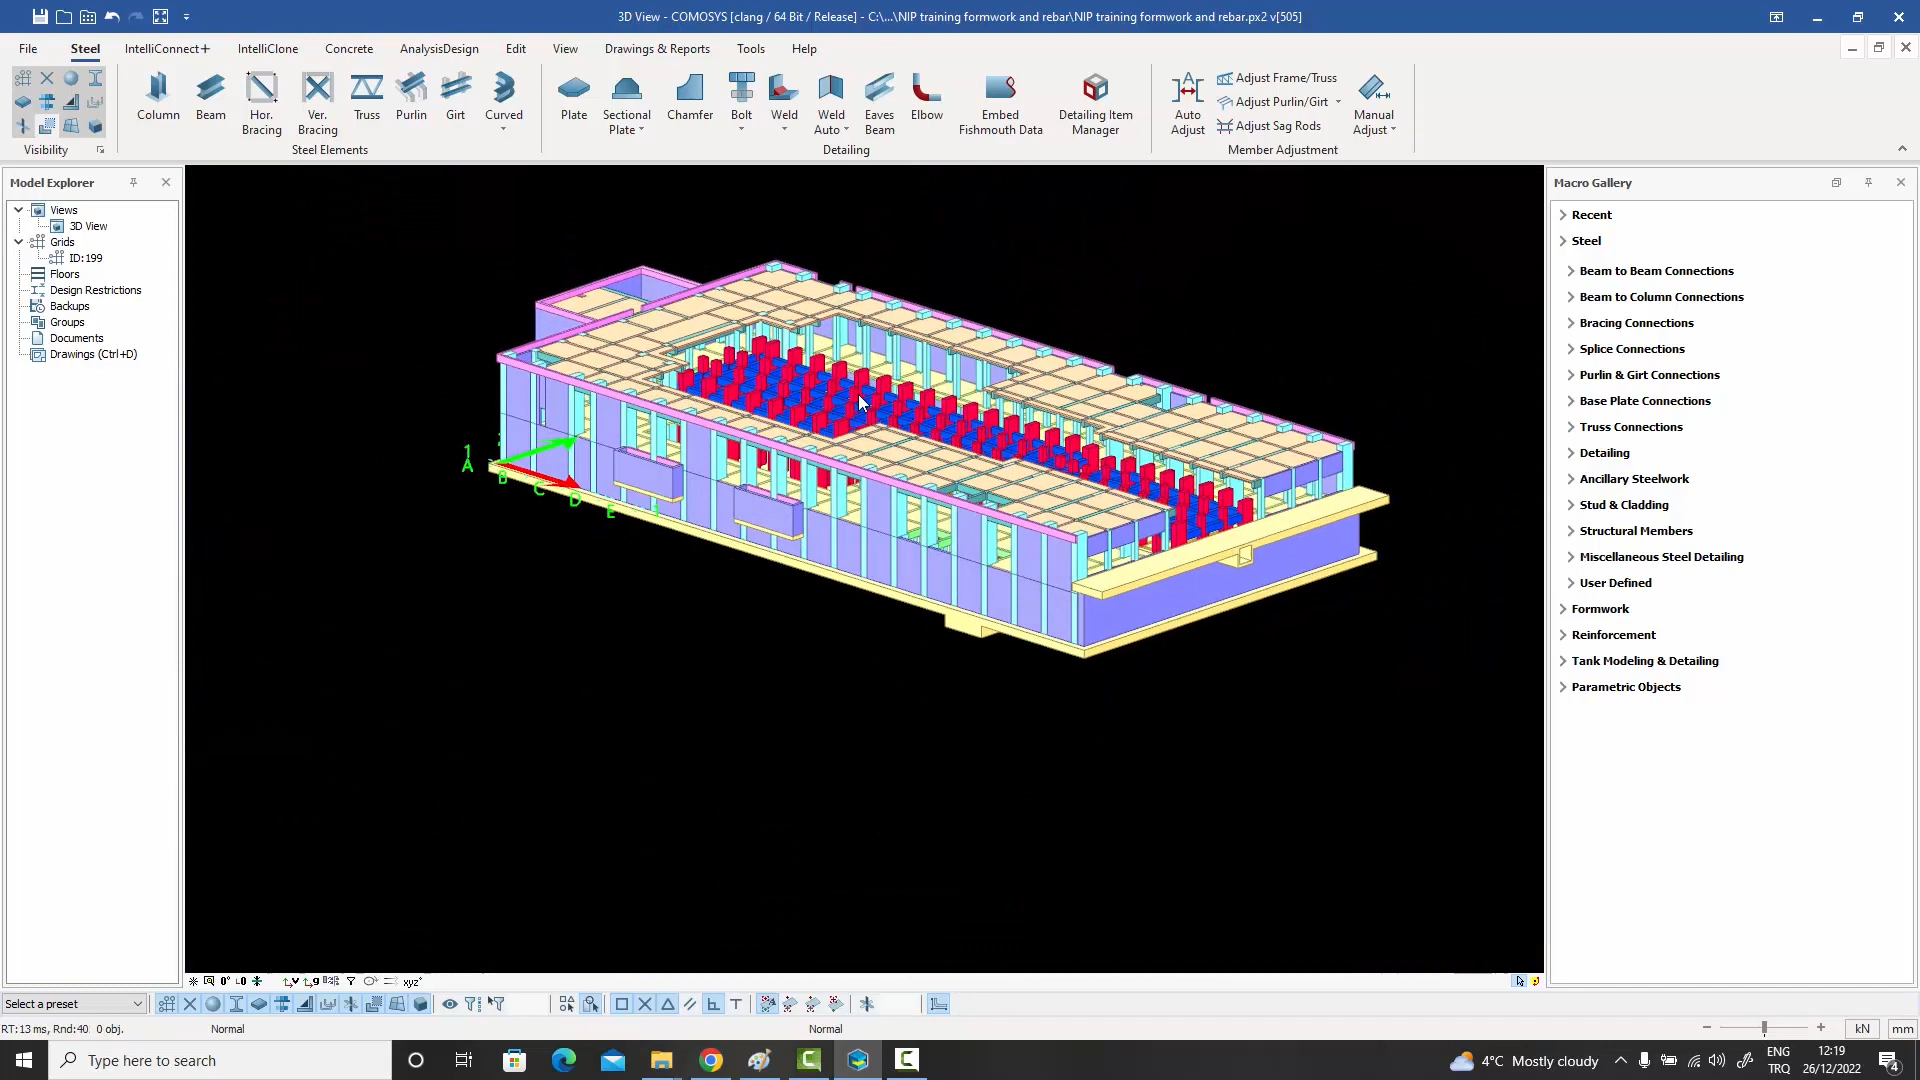 3D View - COMOSYS [clang / 64 Bit / Release] - C:\...\NIP training formwork and rebar\NIP training formwork and rebar.px2 v[505]
File
Steel
IntelliConnect+
IntelliClone
Concrete
AnalysisDesign
Edit
View
Drawings & Reports
Tools
Help
Column
Beam
Hor. Bracing
Ver. Bracing
Truss
Purlin
Girt
Curved
Plate
Sectional Plate
Chamfer
Bolt
Weld
Weld Auto
Eaves Beam
Elbow
Embed Fishmouth Data
Detailing Item Manager
Auto Adjust
Adjust Frame/Truss
Adjust Purlin/Girt
Adjust Sag Rods
Manual Adjust
Visibility
Steel Elements
Detailing
Member Adjustment
Model Explorer
Views
3D View
Grids
ID:199
Floors
Design Restrictions
Backups
Groups
Documents
Drawings (Ctrl+D)
1
A
B
C
D
E
Macro Gallery
Recent
Steel
Beam to Beam Connections
Beam to Column Connections
Bracing Connections
Splice Connections
Purlin & Girt Connections
Base Plate Connections
Truss Connections
Detailing
Ancillary Steelwork
Stud & Cladding
Structural Members
Miscellaneous Steel Detailing
User Defined
Formwork
Reinforcement
Tank Modeling & Detailing
Parametric Objects
Select a preset
RT:13 ms, Rnd:40
0 obj.
Normal
Normal
kN
mm
Type here to search
4°C Mostly cloudy
ENG
TRQ
12:19
26/12/2022
4